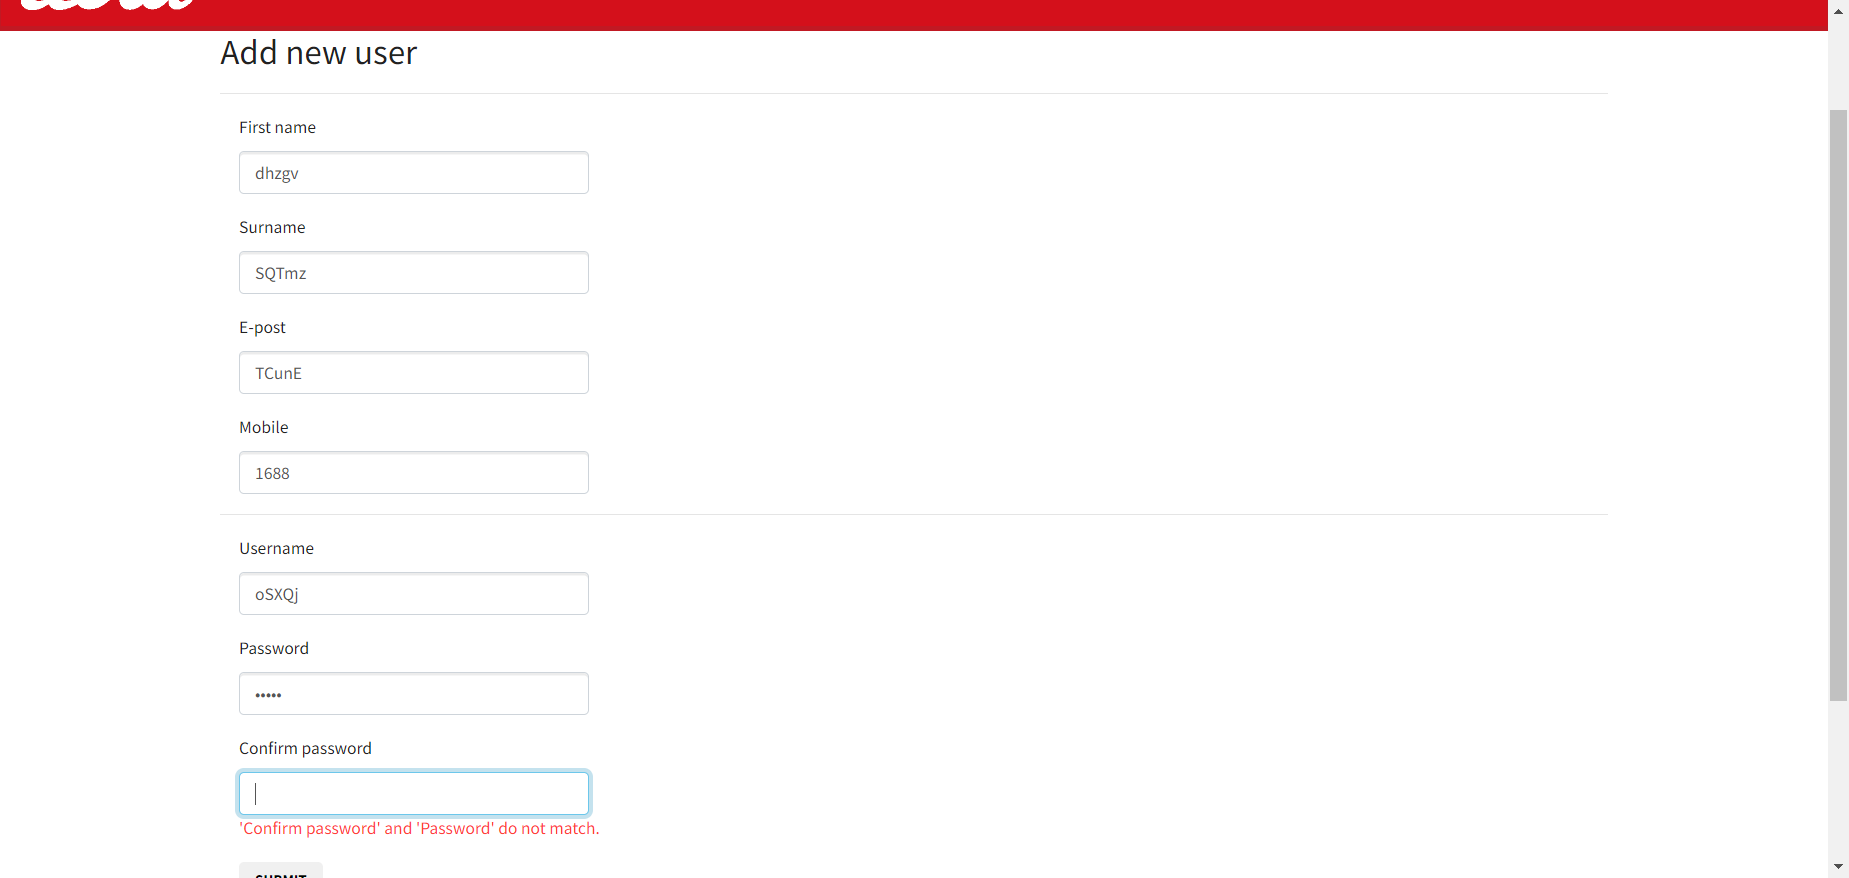 Add new user
First name
dhzgv
Surname
SQTmz
E-post
TCunE
Mobile
1688
Username
oSXQj
Password
•••••
Confirm password
'Confirm password' and 'Password' do not match.
SUBMIT